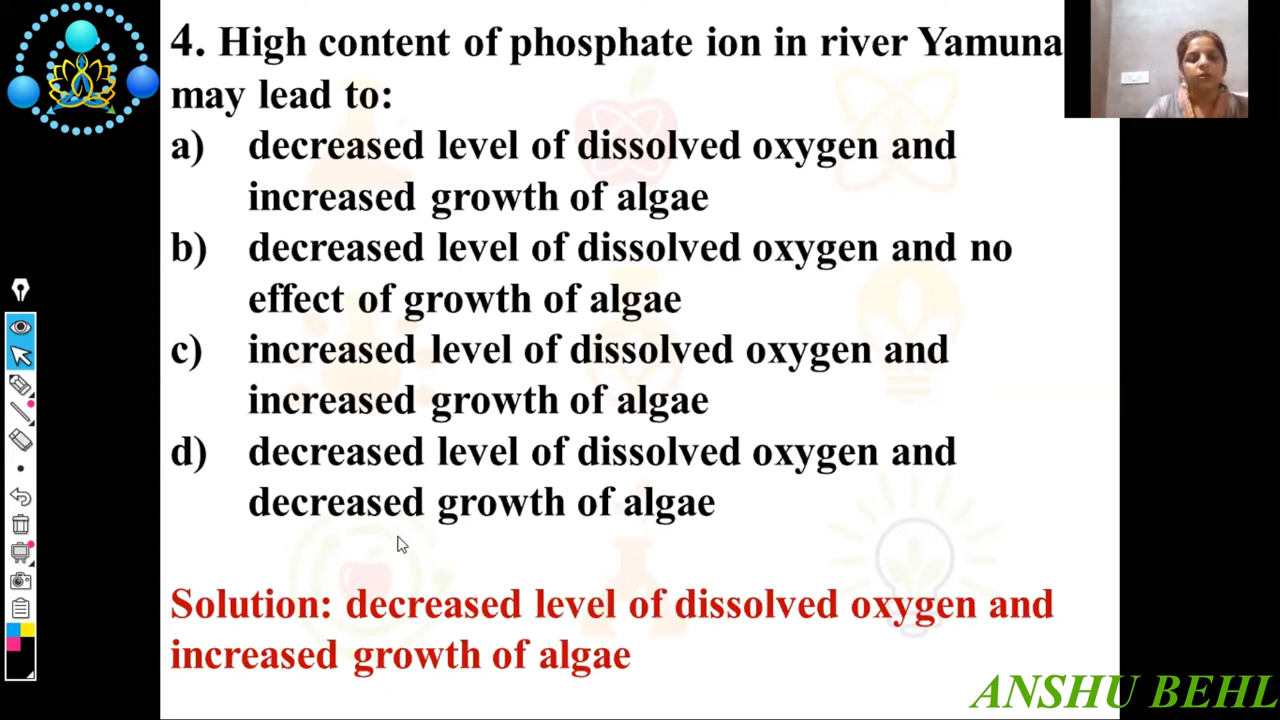 4. High content of phosphate ion in river Yamuna
may lead to:
a) decreased level of dissolved oxygen and
increased growth of algae
b) decreased level of dissolved oxygen and no
effect of growth of algae
c) increased level of dissolved oxygen and
increased growth of algae
d) decreased level of dissolved oxygen and
decreased growth of algae
Solution: decreased level of dissolved oxygen and
increased growth of algae
ANSHU BEHL